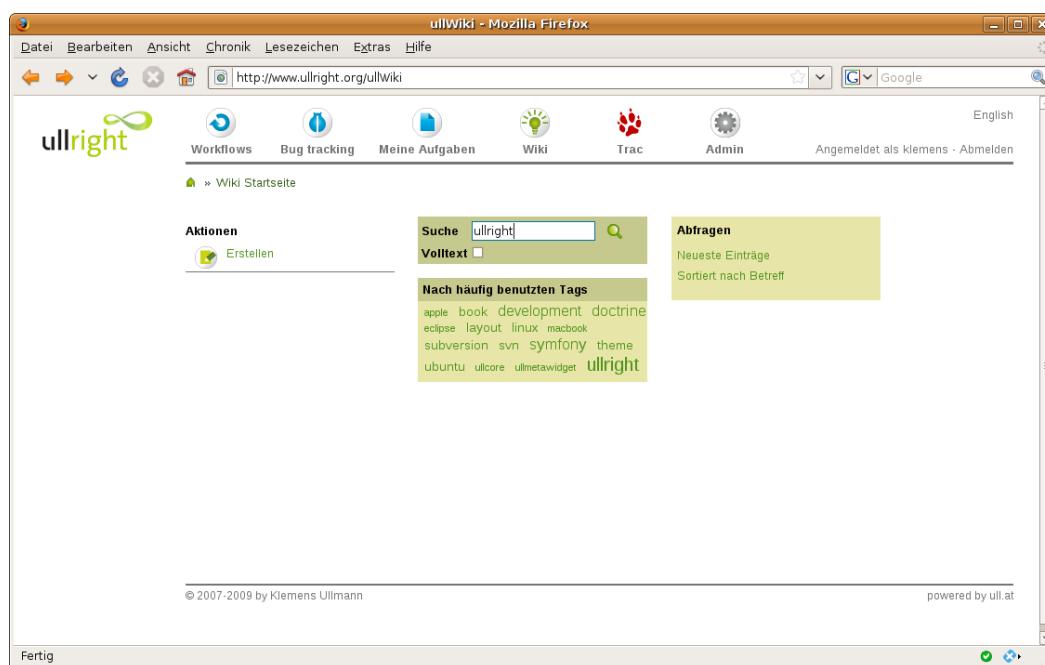 ullWiki - Mozilla Firefox
Datei Bearbeiten Ansicht Chronik Lesezeichen Extras Hilfe
http://www.ullright.org/ullWiki
G Google
ullright
English
Workflows Bug tracking Meine Aufgaben Wiki Trac Admin
Angemeldet als klemens · Abmelden
» Wiki Startseite
Aktionen
Erstellen
Suche ullright
Volltext
Nach häufig benutzten Tags
apple book development doctrine
eclipse layout linux macbook
subversion svn symfony theme
ubuntu ullcore ullmetawidget ullright
Abfragen
Neueste Einträge
Sortiert nach Betreff
© 2007-2009 by Klemens Ullmann
powered by ull.at
Fertig